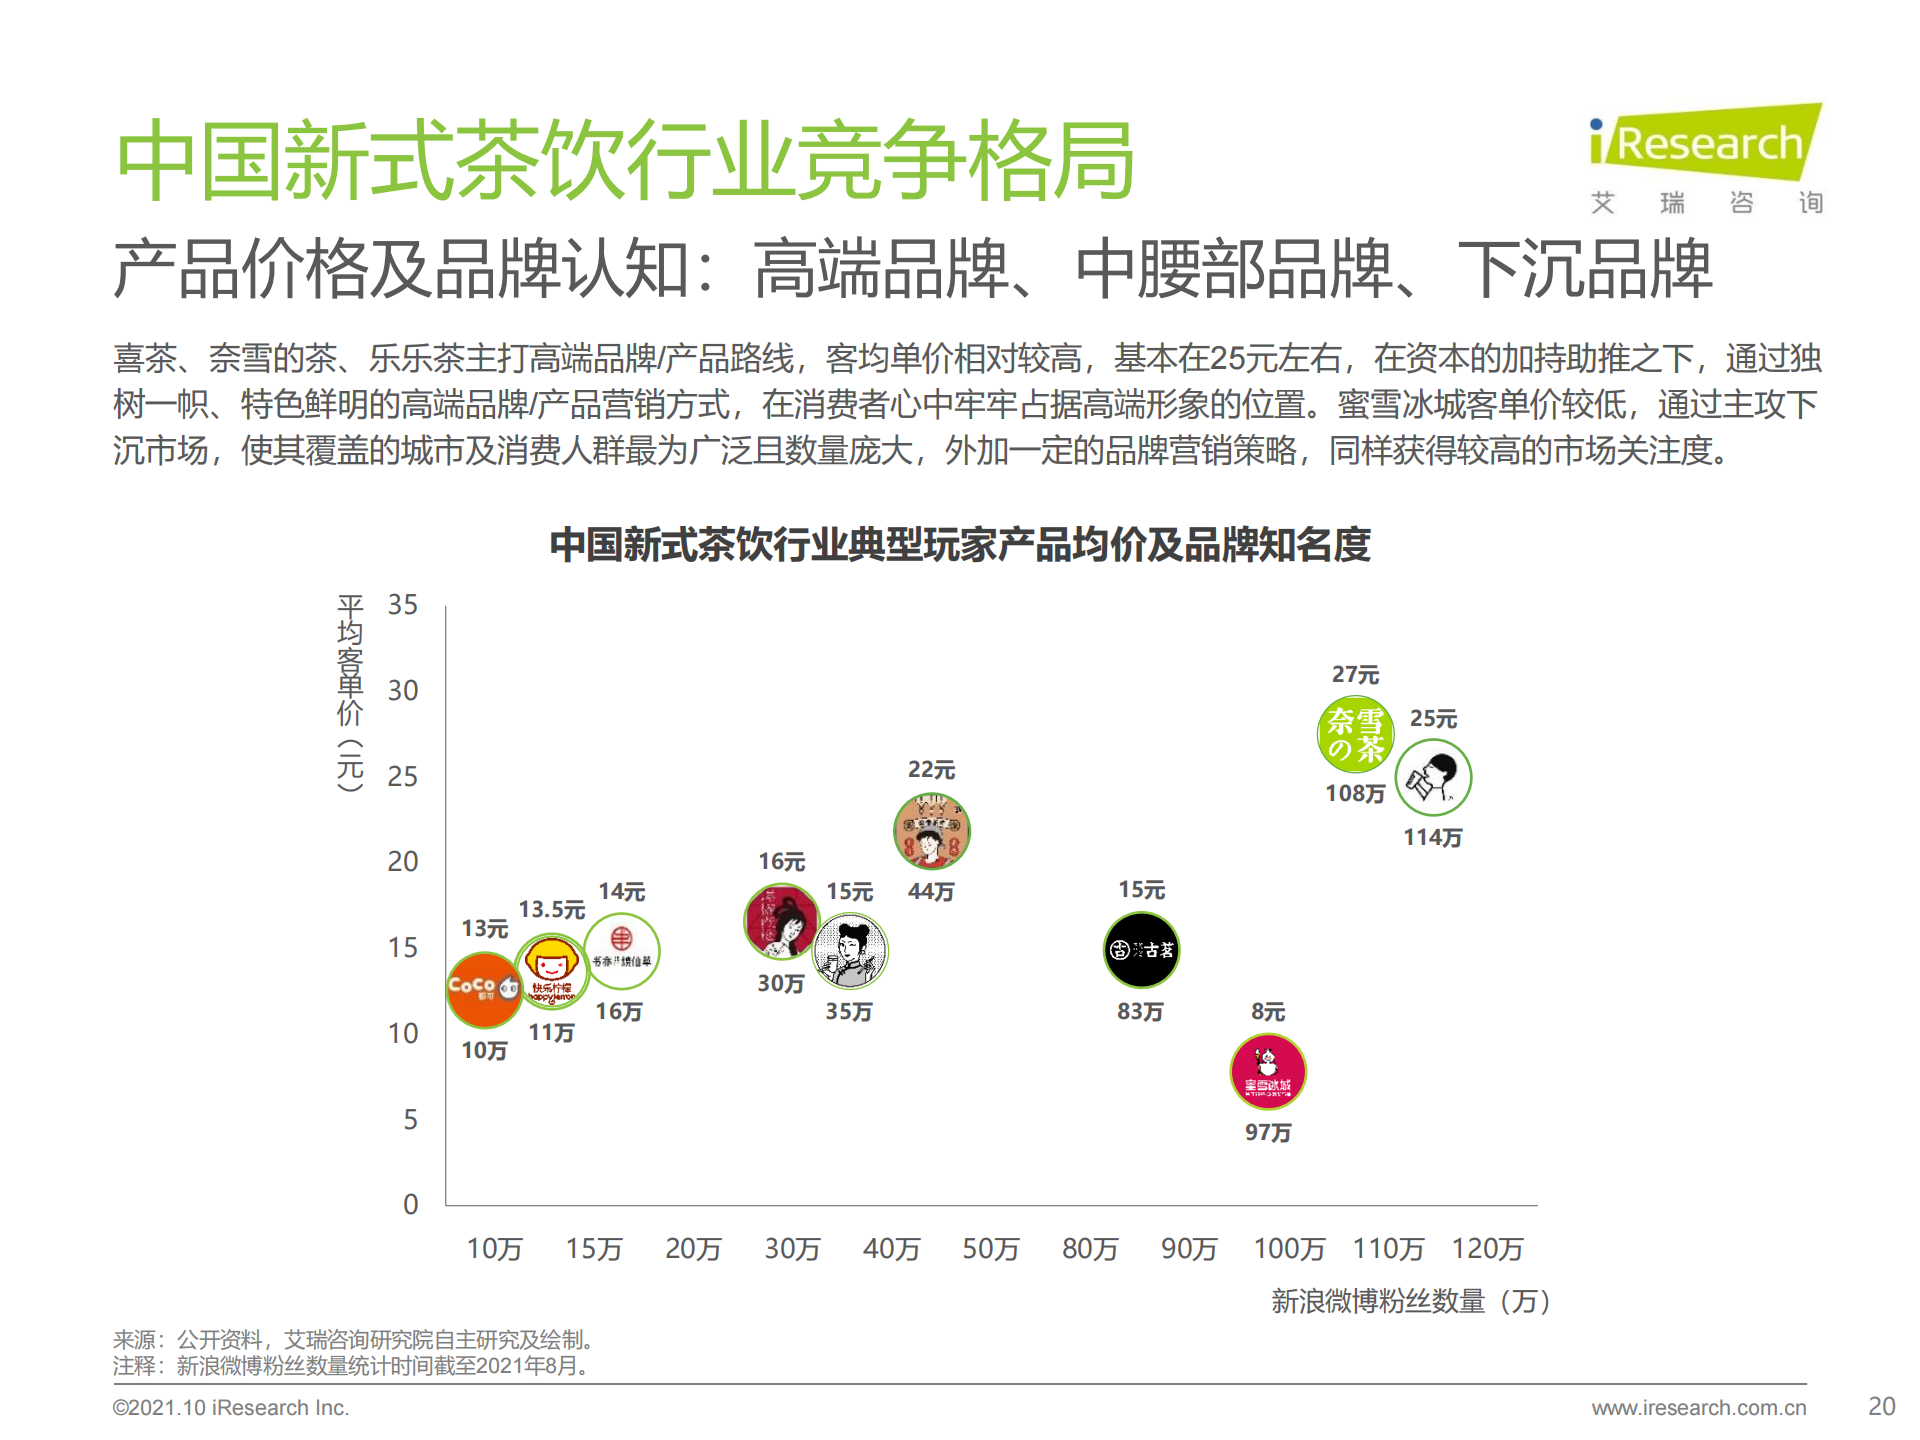 中国新式茶饮行业竞争格局
iResearch
艾瑞咨询
产品价格及品牌认知：高端品牌、中腰部品牌、下沉品牌
喜茶、奈雪的茶、乐乐茶主打高端品牌/产品路线，客均单价相对较高，基本在25元左右，在资本的加持助推之下，通过独
树一帜、特色鲜明的高端品牌/产品营销方式，在消费者心中牢牢占据高端形象的位置。蜜雪冰城客单价较低，通过主攻下
沉市场，使其覆盖的城市及消费人群最为广泛且数量庞大，外加一定的品牌营销策略，同样获得较高的市场关注度。
中国新式茶饮行业典型玩家产品均价及品牌知名度
平均客单价（元）
35
30
25
20
15
10
5
0
13元
CoCo
都可
10万
13.5元
快乐柠檬
happylemon
11万
14元
书亦烧仙草
16万
16元
30万
15元
35万
22元
44万
15元
古茗
83万
8元
蜜雪冰城
97万
27元
奈雪
の茶
108万
25元
114万
10万 15万 20万 30万 40万 50万 80万 90万 100万 110万 120万
新浪微博粉丝数量（万）
来源：公开资料，艾瑞咨询研究院自主研究及绘制。
注释：新浪微博粉丝数量统计时间截至2021年8月。
©2021.10 iResearch Inc.
www.iresearch.com.cn
20